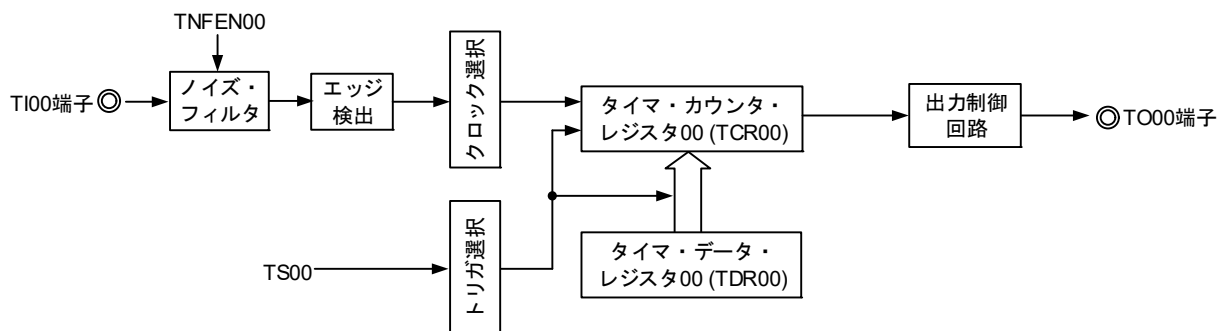 TNFEN00
TI00端子
ノイズ・
フィルタ
エッジ
検出
クロック選択
タイマ・カウンタ・
レジスタ00 (TCR00)
出力制御
回路
TO00端子
TS00
トリガ選択
タイマ・データ・
レジスタ00 (TDR00)